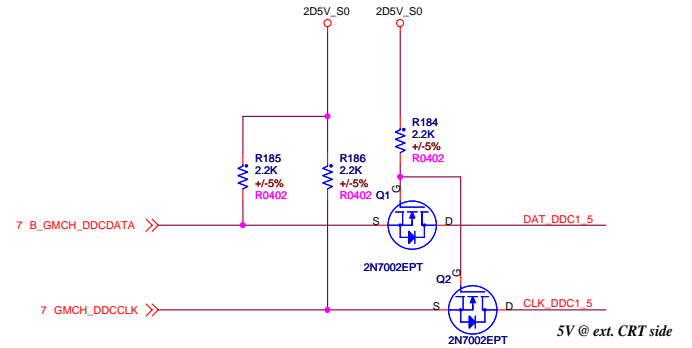 2D5V_S0 2D5V_S0
R184
2.2K
+/-5%
R0402
R185
2.2K
+/-5%
R0402
R186
2.2K
+/-5%
R0402
Q1
G
7 B_GMCH_DDCDATA
S
D
DAT_DDC1_5
2N7002EPT
Q2
G
7 GMCH_DDCCLK
S
D
CLK_DDC1_5
2N7002EPT
5V @ ext. CRT side